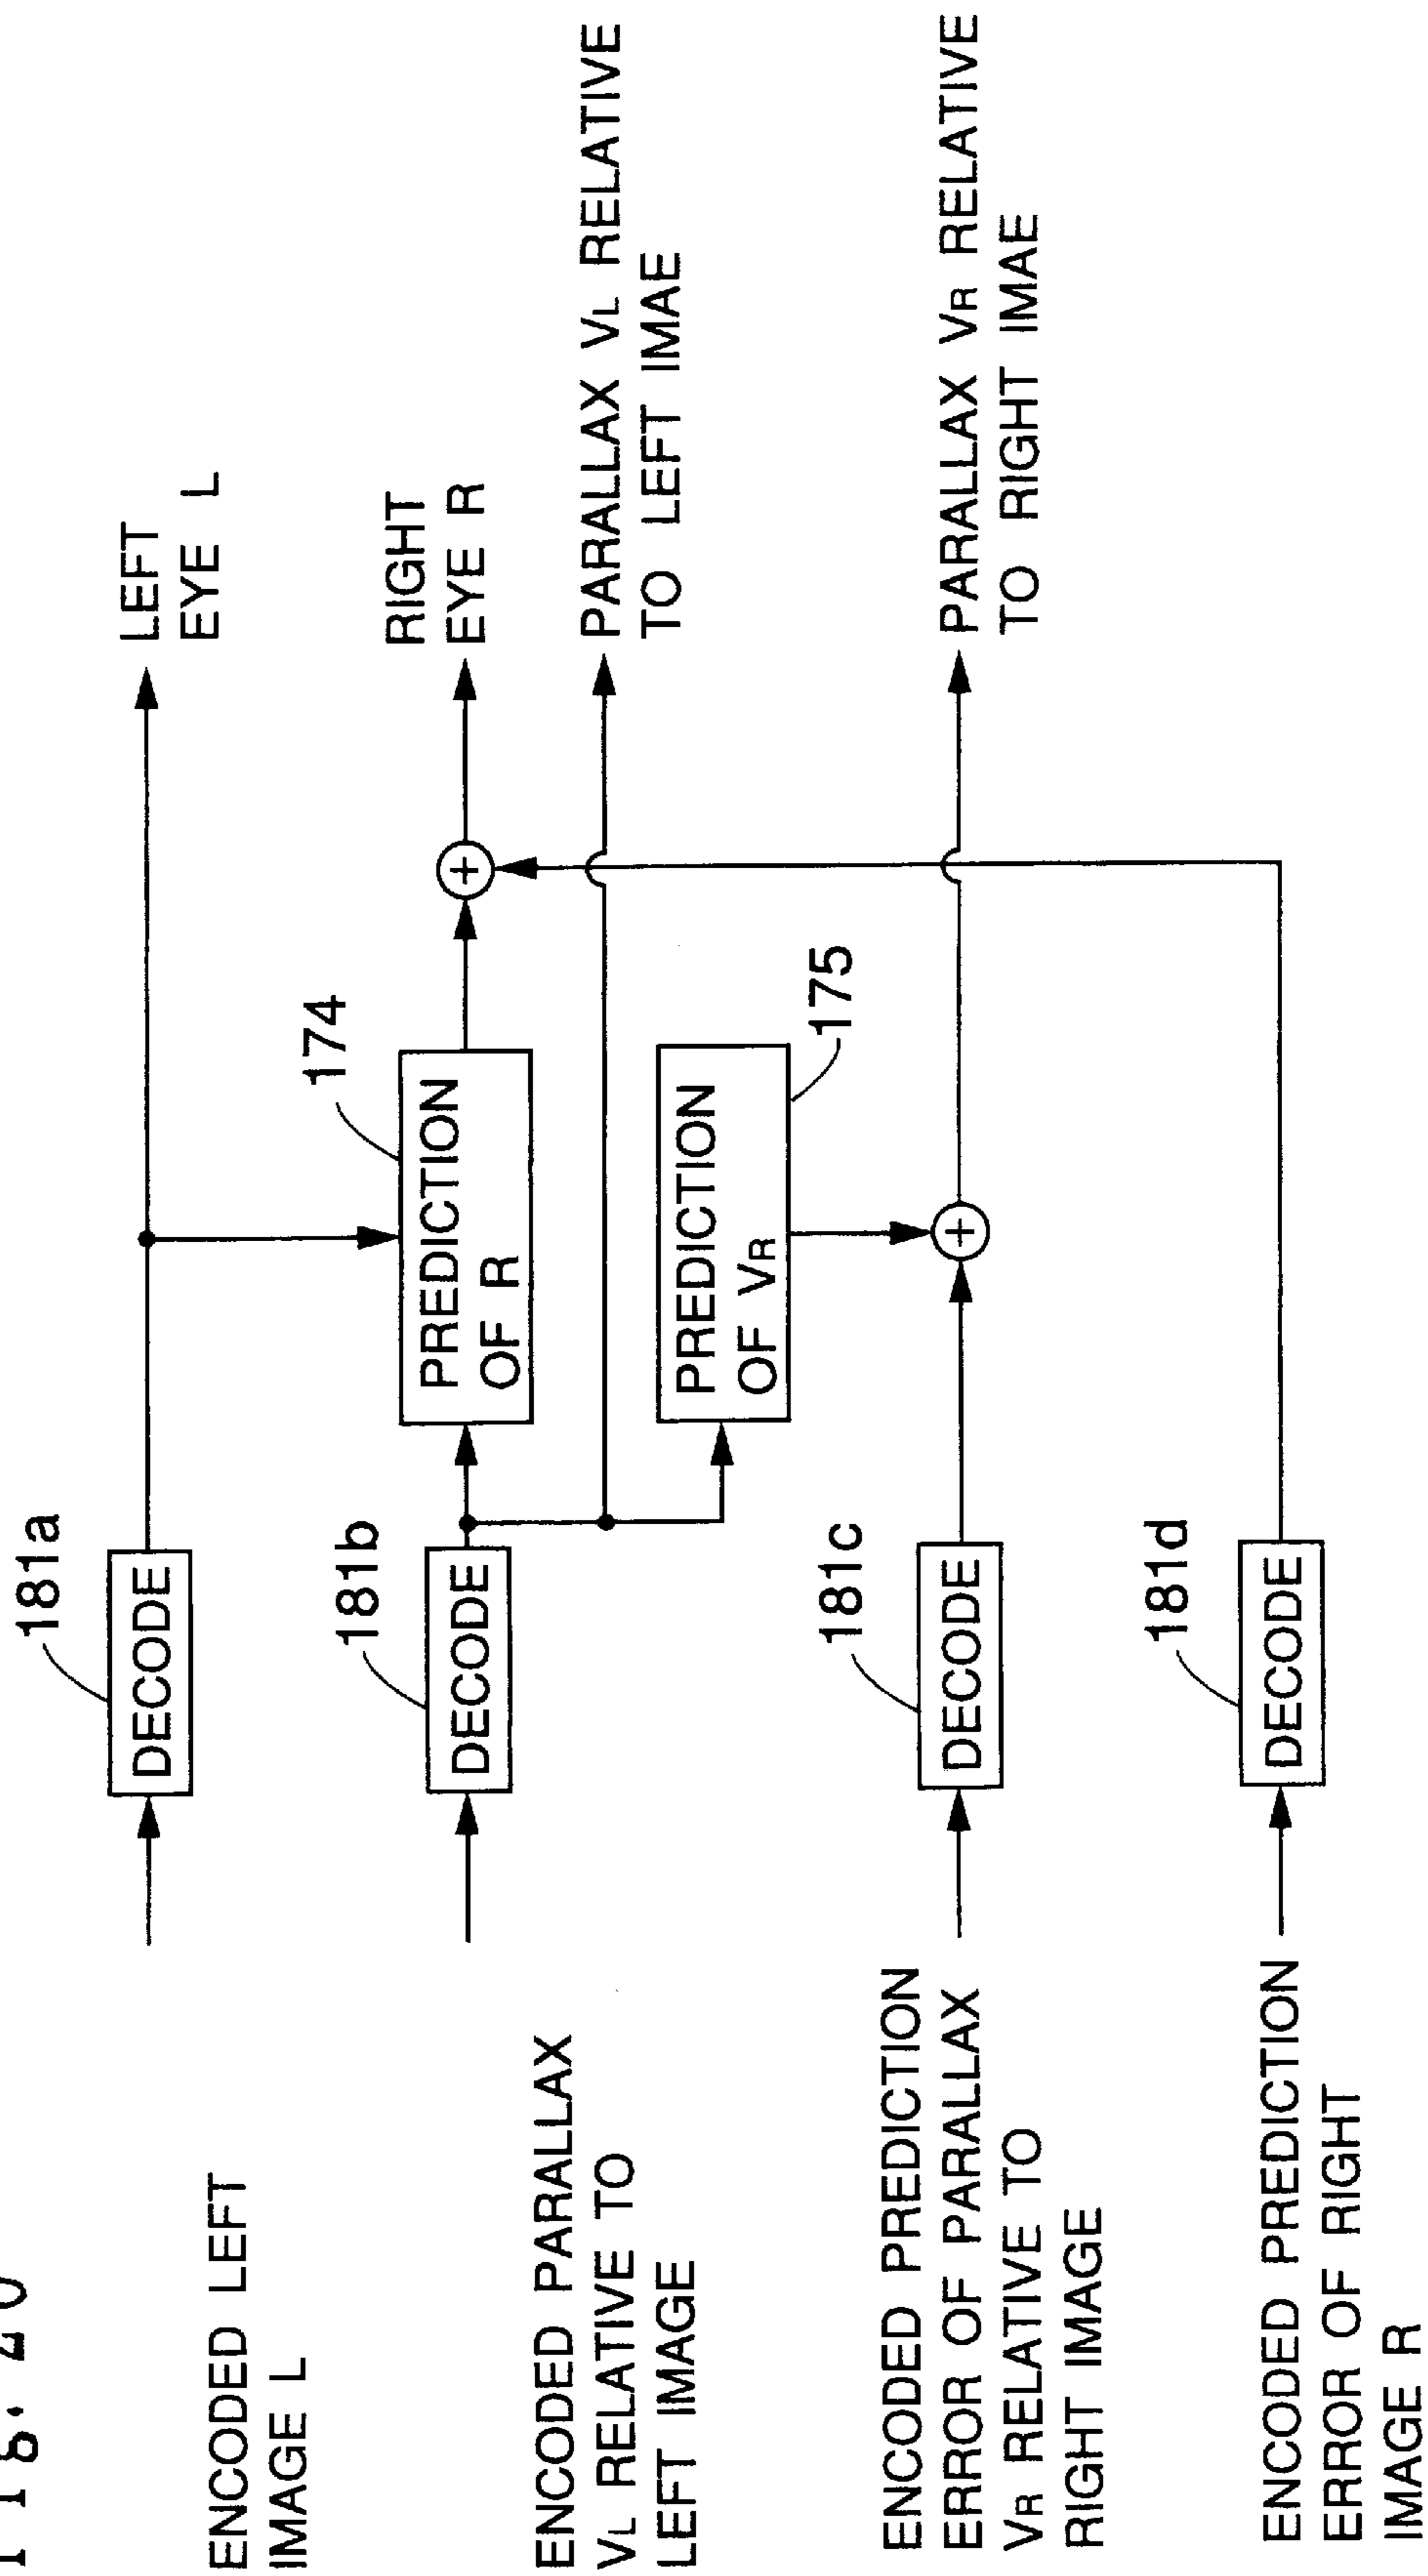 181a
DECODE
LEFT
EYE L
ENCODED LEFT
IMAGE L
181b
DECODE
174
PREDICTION
OF R
+
RIGHT
EYE R
ENCODED PARALLAX
VL RELATIVE TO
LEFT IMAGE
PARALLAX VL RELATIVE
TO LEFT IMAE
PREDICTION
OF VR
175
181c
DECODE
+
PARALLAX VR RELATIVE
TO RIGHT IMAE
ENCODED PREDICTION
ERROR OF PARALLAX
VR RELATIVE TO
RIGHT IMAGE
181d
DECODE
ENCODED PREDICTION
ERROR OF RIGHT
IMAGE R